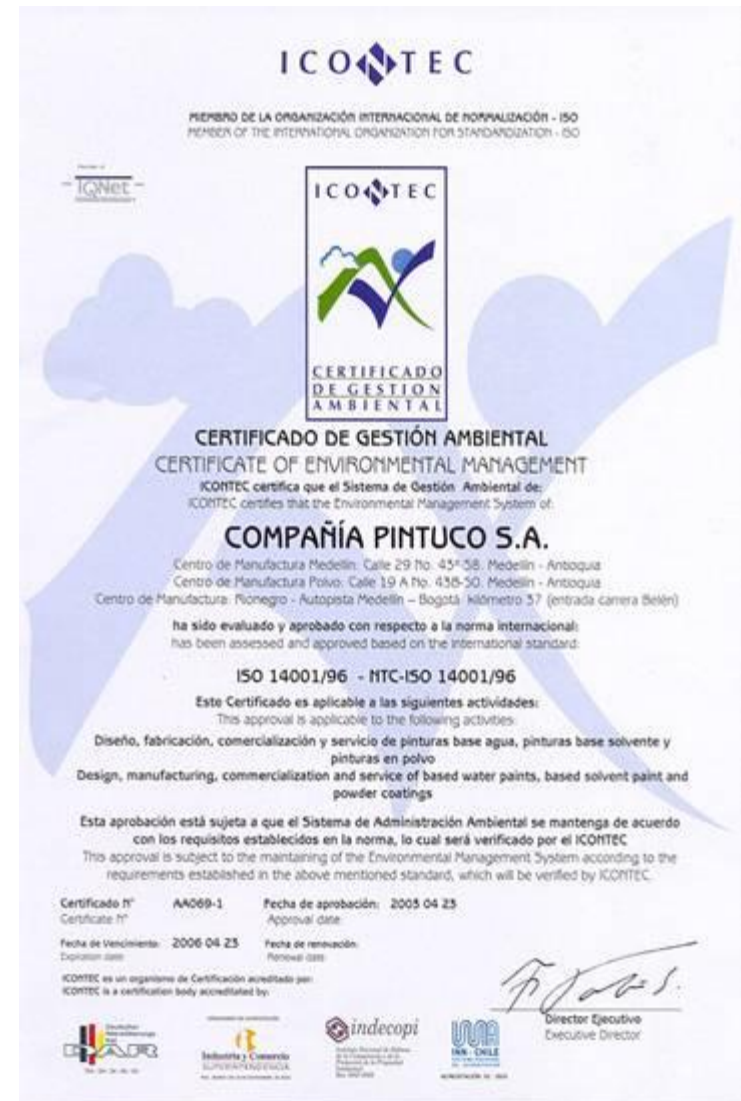 ICONTEC
MIEMBRO DE LA ORGANIZACIÓN INTERNACIONAL DE NORMALIZACIÓN - ISO
MEMBER OF THE INTERNATIONAL ORGANIZATION FOR STANDARDIZATION - ISO
IQNet
ICONTEC
CERTIFICADO
DE GESTION
AMBIENTAL
CERTIFICADO DE GESTIÓN AMBIENTAL
CERTIFICATE OF ENVIRONMENTAL MANAGEMENT
ICONTEC certifica que el Sistema de Gestión Ambiental de:
ICONTEC certifies that the Environmental Management System of:
COMPAÑÍA PINTUCO S.A.
Centro de Manufactura Medellín: Calle 29 No. 43ª-58. Medellín - Antioquia
Centro de Manufactura Polvo: Calle 19 A No. 43B-50. Medellín - Antioquia
Centro de Manufactura: Rionegro - Autopista Medellín – Bogotá kilómetro 37 (entrada carrera Belén)
ha sido evaluado y aprobado con respecto a la norma internacional:
has been assessed and approved based on the international standard:
ISO 14001/96 - NTC-ISO 14001/96
Este Certificado es aplicable a las siguientes actividades:
This approval is applicable to the following activities:
Diseño, fabricación, comercialización y servicio de pinturas base agua, pinturas base solvente y
pinturas en polvo
Design, manufacturing, commercialization and service of based water paints, based solvent paint and
powder coatings
Esta aprobación está sujeta a que el Sistema de Administración Ambiental se mantenga de acuerdo
con los requisitos establecidos en la norma, lo cual será verificado por el ICONTEC
This approval is subject to the maintaining of the Environmental Management System according to the
requirements established in the above mentioned standard, which will be verified by ICONTEC
Certificado Nº AA069-1 Fecha de aprobación: 2003 04 23
Certificate Nº Approval date:
Fecha de Vencimiento: 2006 04 23 Fecha de renovación:
Expiration date: Renewal date:
ICONTEC es un organismo de Certificación acreditado por:
ICONTEC is a certification body accreditated by:
Director Ejecutivo
Executive Director
DAR
Industria y Comercio
SUPERINTENDENCIA
indecopi
INN - CHILE